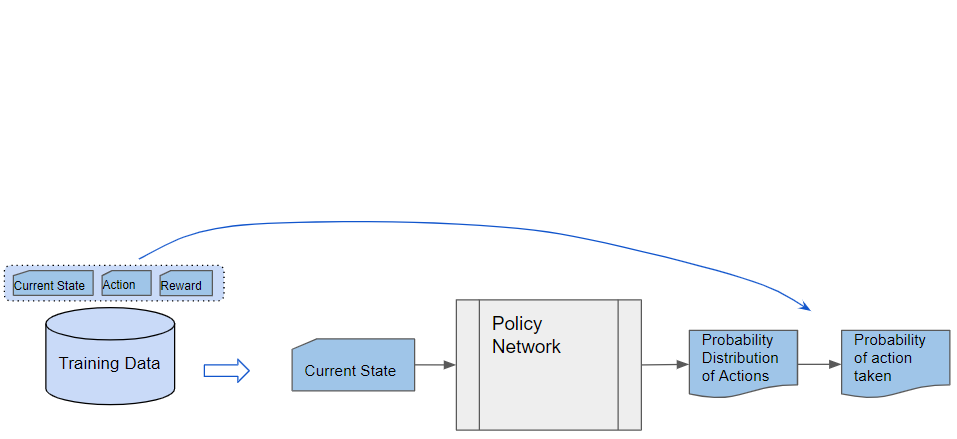 Current State
Action
Reward
Training Data
Current State
Policy
Network
Probability
Distribution
of Actions
Probability
of action
taken